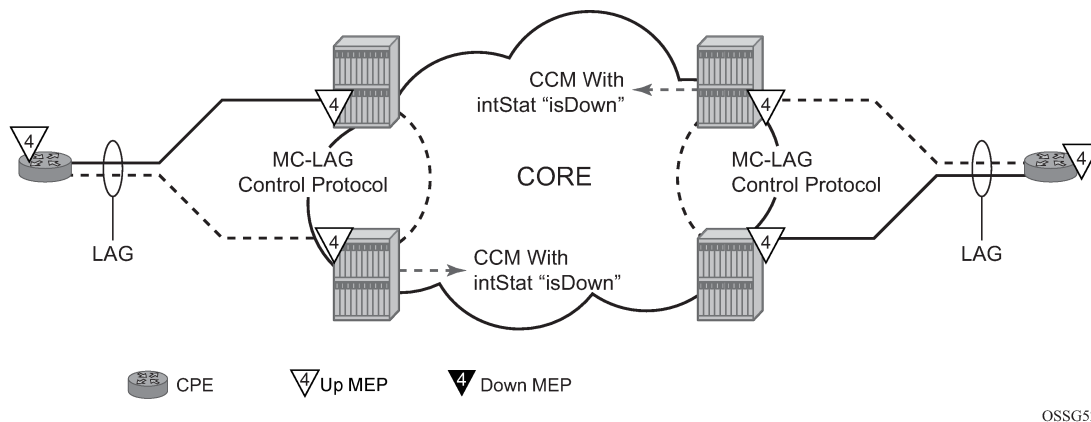 4
4
CCM With
intStat “isDown”
4
4
MC-LAG
Control Protocol
CORE
MC-LAG
Control Protocol
LAG
4
CCM With
intStat “isDown”
4
LAG
CPE
4 Up MEP
4 Down MEP
OSSG5